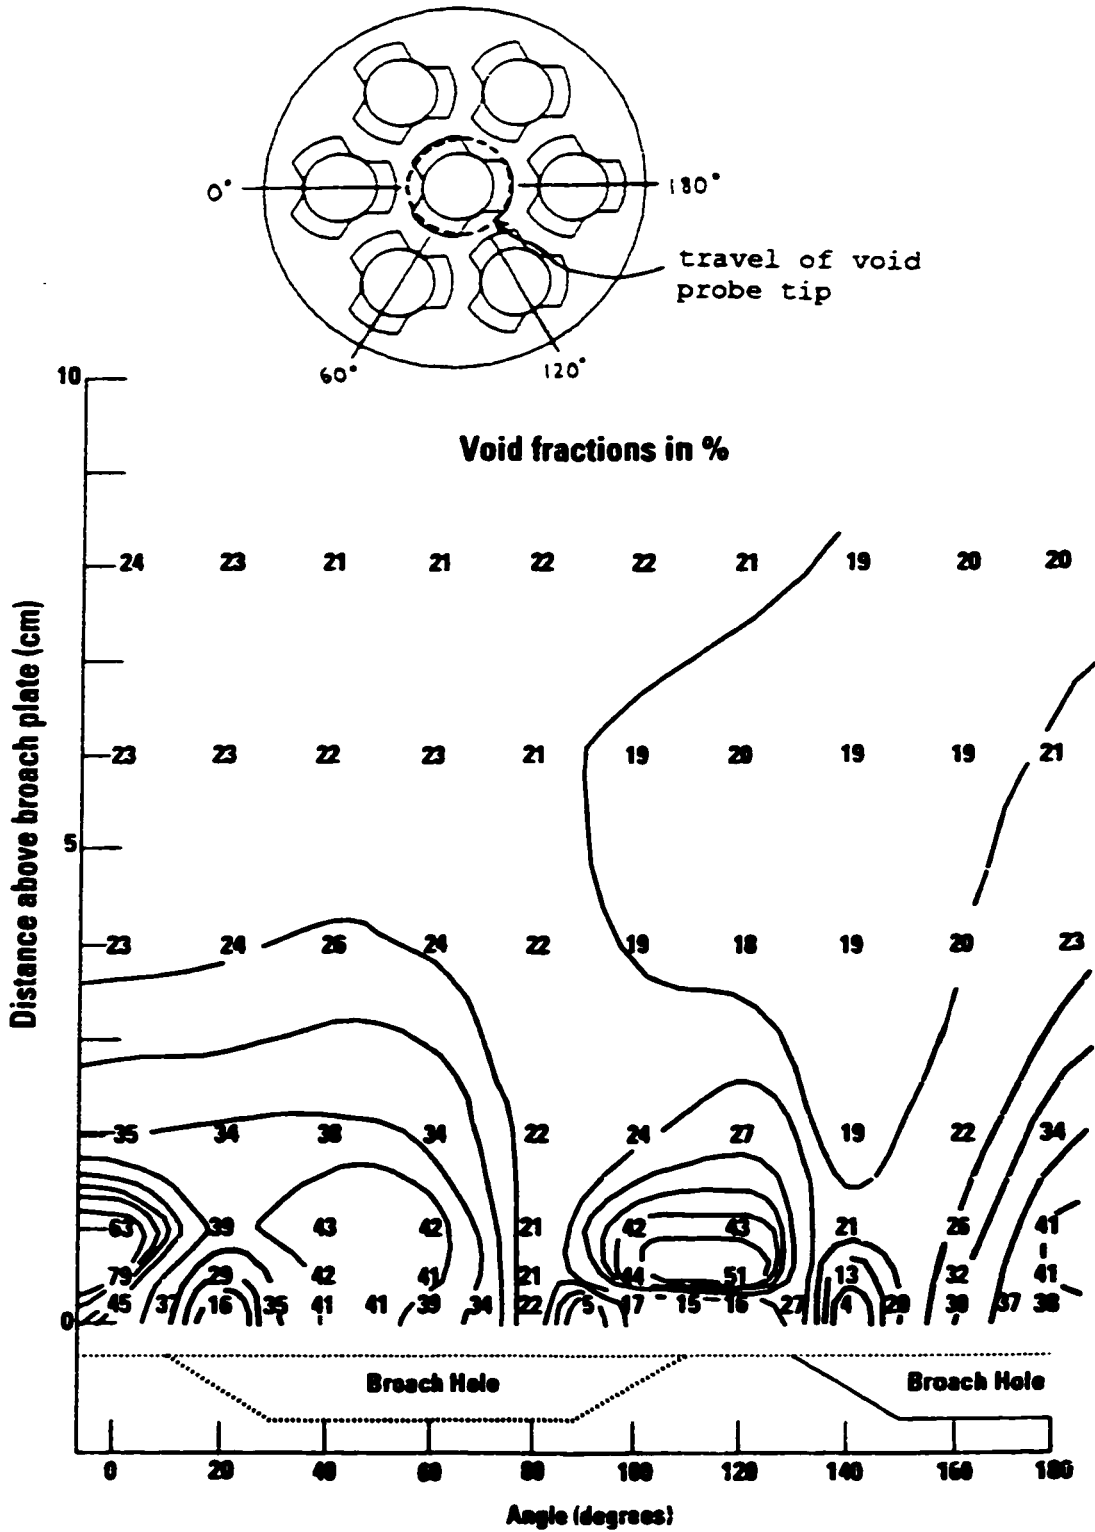 0° 180°
travel of void
probe tip
60° 120°
10
Void fractions in %
24 23 21 21 22 22 21 19 20 20
23 23 22 23 21 19 20 19 19 21
5
23 24 26 24 22 19 18 19 20 23
35 34 38 34 22 24 27 19 22 34
63 39 43 42 21 42 43 21 26 41
79 29 42 41 21 44 51 13 32 41
0 45 37 16 35 41 41 39 34 22 5 17 15 16 27 4 20 30 37 38
Distance above broach plate (cm)
Broach Hole Broach Hole
0 20 40 60 80 100 120 140 160 180
Angle (degrees)